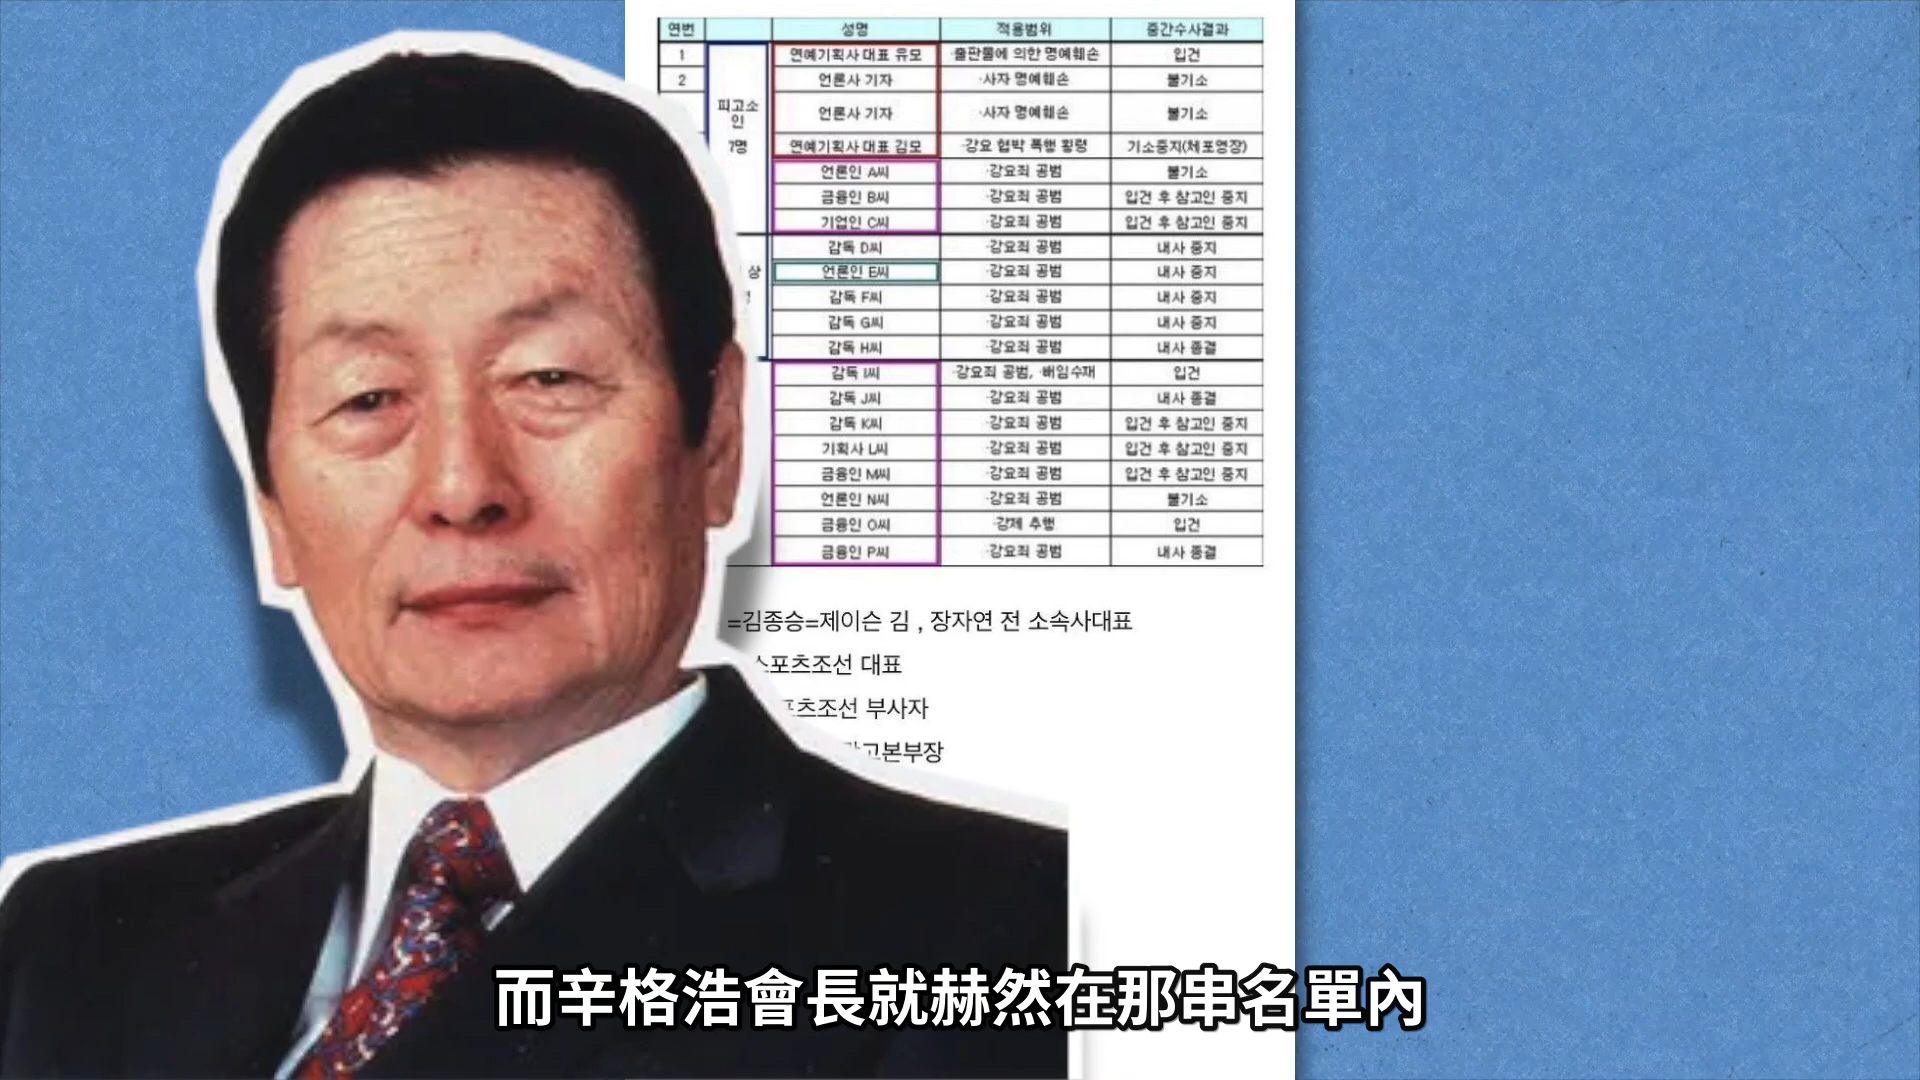 연번 성명 적용범위 중간수사결과
1 연예기획사 대표 유모 ·출판물에 의한 명예훼손 입건
2 언론사 기자 ·사자 명예훼손 불기소
피고소인
7명
언론사 기자 ·사자 명예훼손 불기소
연예기획사 대표 김모 ·강요 협박 폭행 횡령 기소중지(체포영장)
언론인 A씨 ·강요죄 공범 불기소
금융인 B씨 ·강요죄 공범 입건 후 참고인 중지
기업인 C씨 ·강요죄 공범 입건 후 참고인 중지
감독 D씨 ·강요죄 공범 내사 중지
상 언론인 E씨 ·강요죄 공범 내사 중지
감독 F씨 ·강요죄 공범 내사 중지
감독 G씨 ·강요죄 공범 내사 중지
감독 H씨 ·강요죄 공범 내사 종결
감독 I씨 ·강요죄 공범, ·배임수재 입건
감독 J씨 ·강요죄 공범 내사 종결
감독 K씨 ·강요죄 공범 입건 후 참고인 중지
기획사 L씨 ·강요죄 공범 입건 후 참고인 중지
금융인 M씨 ·강요죄 공범 입건 후 참고인 중지
언론인 N씨 ·강요죄 공범 불기소
금융인 O씨 ·강제 추행 입건
금융인 P씨 ·강요죄 공범 내사 종결
=김종승=제이슨 김 , 장자연 전 소속사대표
스포츠조선 대표
포츠조선 부사자
고본부장
而辛格浩會長就赫然在那串名單內